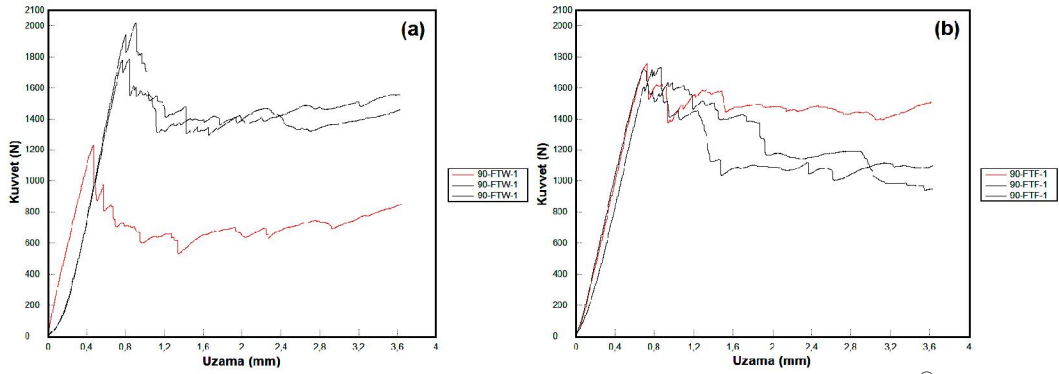 (a)
Kuvvet (N)
2100
2000
1800
1600
1400
1200
1000
800
600
400
200
0
0 0,4 0,8 1,2 1,6 2 2,4 2,8 3,2 3,6 4
Uzama (mm)
90-FTW-1
90-FTW-1
90-FTW-1
(b)
Kuvvet (N)
2100
2000
1800
1600
1400
1200
1000
800
600
400
200
0
0 0,4 0,8 1,2 1,6 2 2,4 2,8 3,2 3,6 4
Uzama (mm)
90-FTF-1
90-FTF-1
90-FTF-1